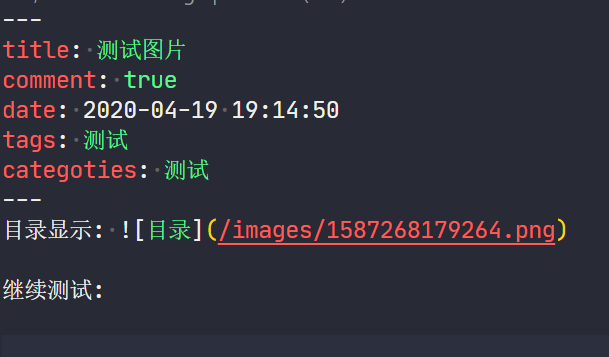 ---
title: 测试图片
comment: true
date: 2020-04-19 19:14:50
tags: 测试
categoties: 测试
---
目录显示: ![目录](/images/1587268179264.png)
继续测试: